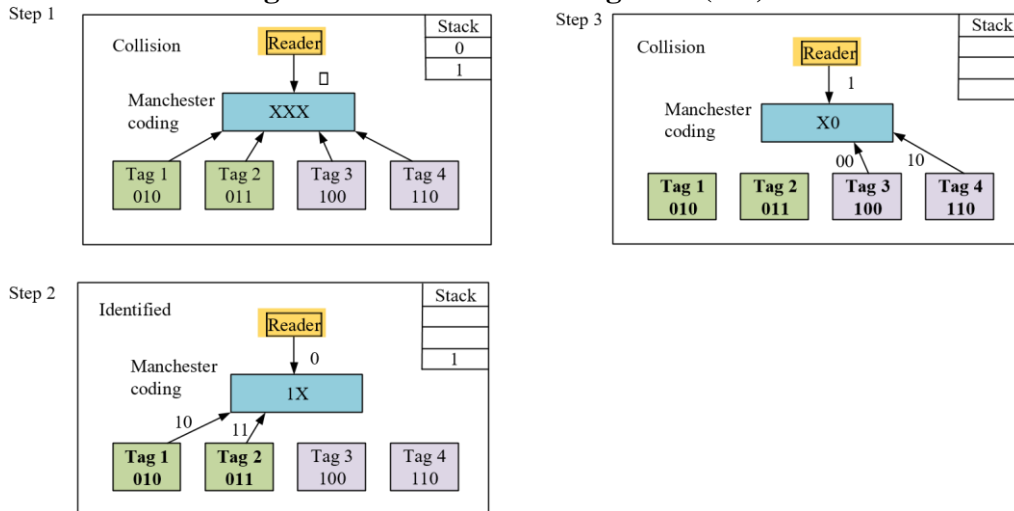 Step 1
Collision
Reader
Stack
0
1
Manchester
coding
XXX
Tag 1
010
Tag 2
011
Tag 3
100
Tag 4
110
Step 3
Collision
Reader
Stack
1
Manchester
coding
X0
00
10
Tag 1
010
Tag 2
011
Tag 3
100
Tag 4
110
Step 2
Identified
Reader
Stack
1
0
Manchester
coding
1X
10
11
Tag 1
010
Tag 2
011
Tag 3
100
Tag 4
110